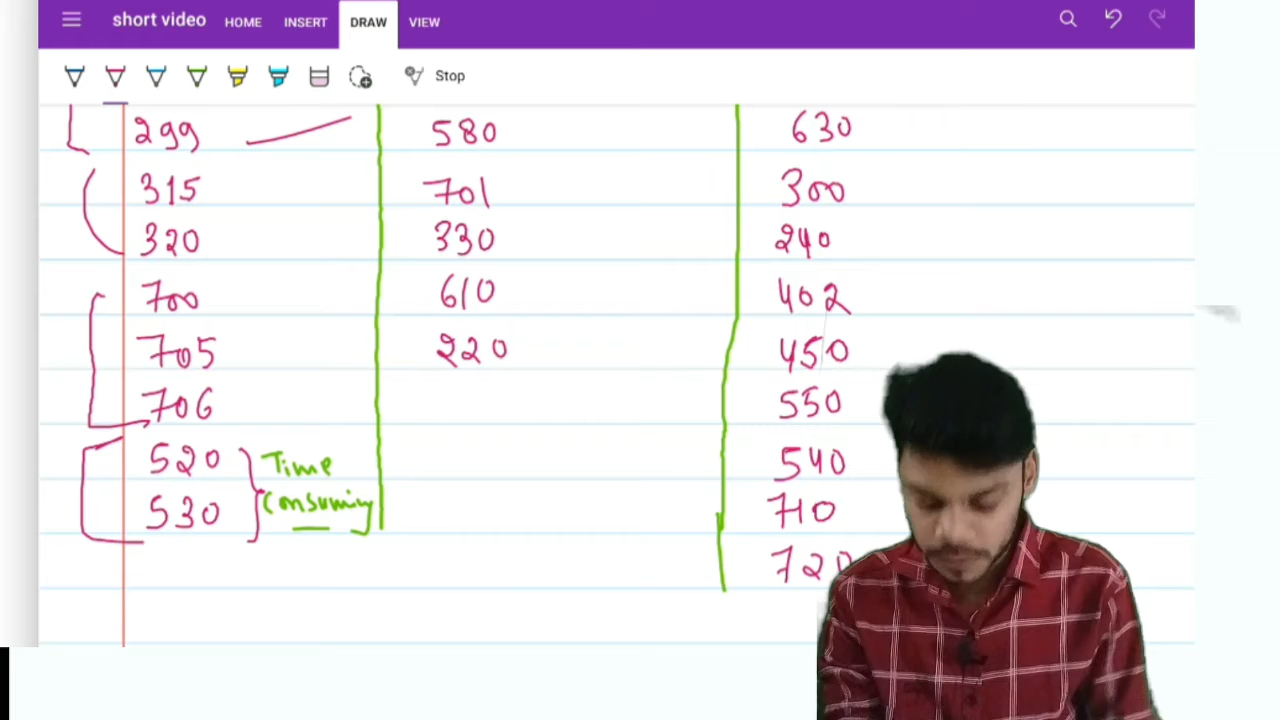 short video HOME INSERT DRAW VIEW
Stop
299 580 630
315 701 300
320 330 240
700 610 402
705 220 450
706 550
520 Time 540
530 Consuming 710
720